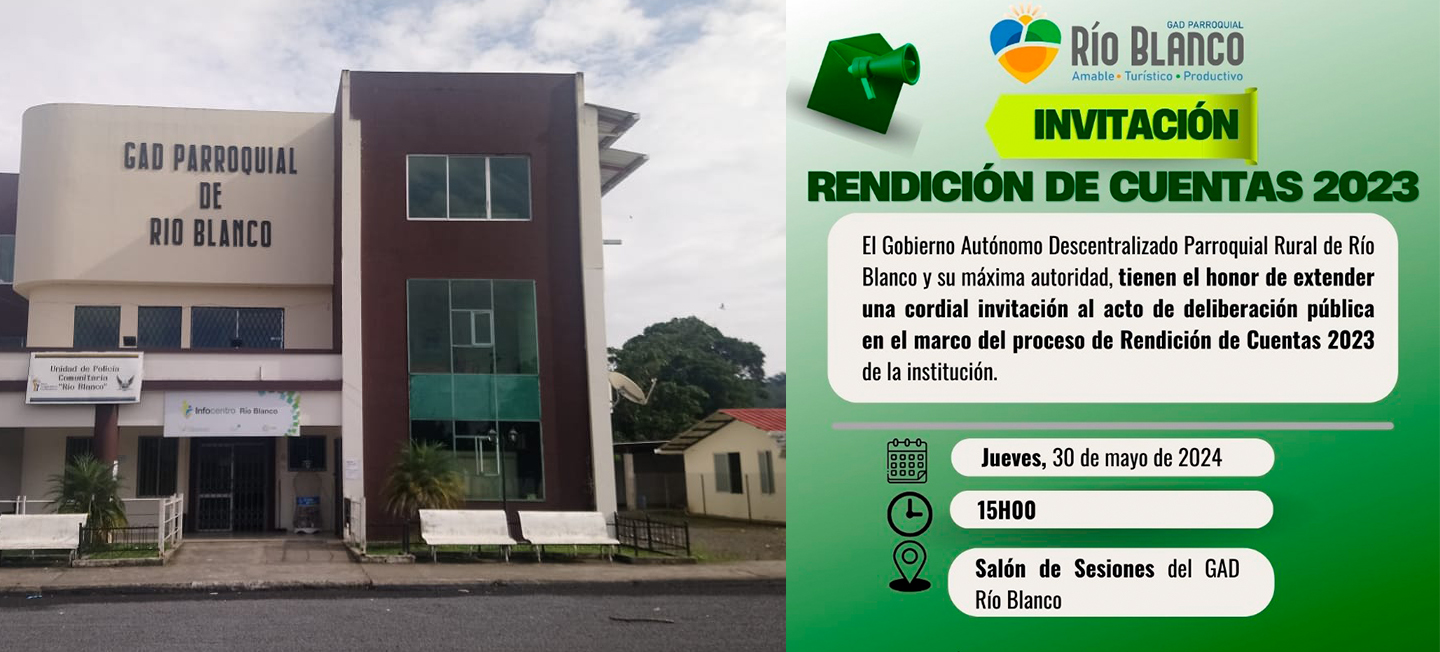 GAD PARROQUIAL
DE
RIO BLANCO
Unidad de Policía
Comunitaria
"Río Blanco"
Infocentro Río Blanco
GAD PARROQUIAL
RÍO BLANCO
Amable • Turístico • Productivo
INVITACIÓN
RENDICIÓN DE CUENTAS 2023
El Gobierno Autónomo Descentralizado Parroquial Rural de Río
Blanco y su máxima autoridad, tienen el honor de extender
una cordial invitación al acto de deliberación pública
en el marco del proceso de Rendición de Cuentas 2023
de la institución.
Jueves, 30 de mayo de 2024
15H00
Salón de Sesiones del GAD
Río Blanco